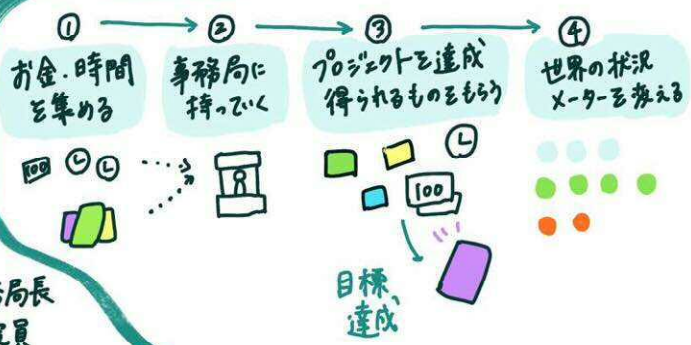 ① ② ③ ④
お金・時間
を集める
事務局に
持っていく
プロジェクトを達成
得られるものをもらう
世界の状況
メーターを変える
100
100
目標、
達成
局長
員